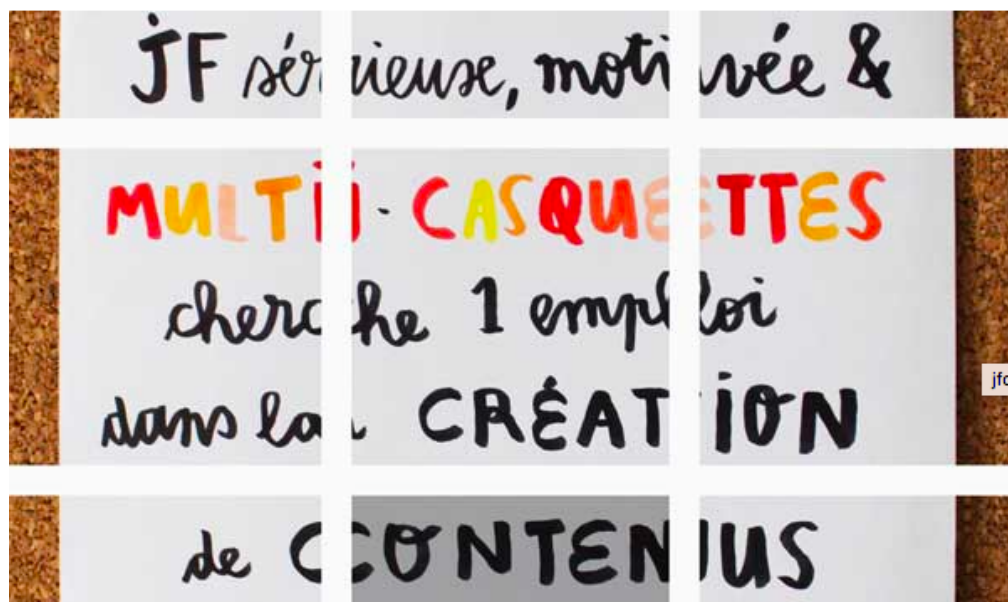 JF sérieuse, motivée &
MULTI-CASQUETTES
cherche 1 emploi
dans la CRÉATION
de CONTENUS